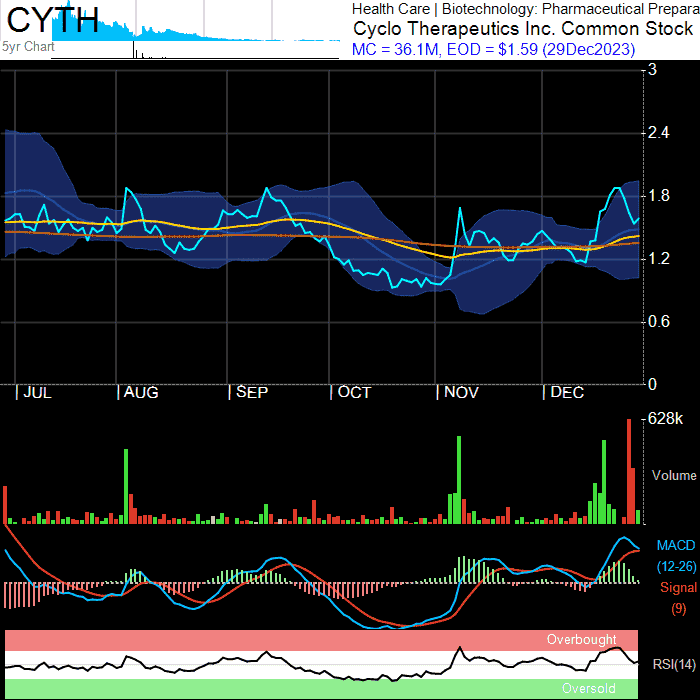 CYTH
5yr Chart
Health Care | Biotechnology: Pharmaceutical Prepara
Cyclo Therapeutics Inc. Common Stock
MC = 36.1M, EOD = $1.59 (29Dec2023)
3
2.4
1.8
1.2
0.6
0
| JUL | AUG | SEP | OCT | NOV | DEC
628k
Volume
MACD
(12-26)
Signal
(9)
Overbought
RSI(14)
Oversold